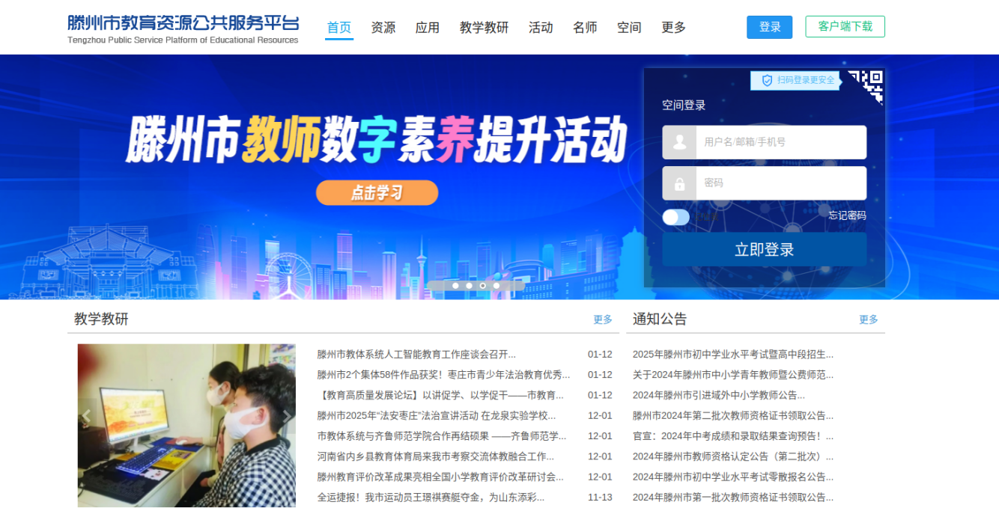 滕州市教育资源公共服务平台
Tengzhou Public Service Platform of Educational Resources
首页 资源 应用 教学教研 活动 名师 空间 更多
登录 客户端下载
滕州市教师数字素养提升活动
点击学习
扫码登录更安全
空间登录
用户名/邮箱/手机号
密码
忘记密码
立即登录
教学教研 更多
滕州市教体系统人工智能教育工作座谈会召开... 01-12
滕州市2个集体58件作品获奖！枣庄市青少年法治教育优秀... 01-12
【教育高质量发展论坛】以讲促学、以学促干——市教育... 01-12
滕州市2025年“法安枣庄”法治宣讲活动 在龙泉实验学校... 12-01
市教体系统与齐鲁师范学院合作再结硕果 ——齐鲁师范学... 12-01
河南省内乡县教育体育局来我市考察交流体教融合工作... 12-01
滕州教育评价改革成果亮相全国小学教育评价改革研讨会... 12-01
全运捷报！我市运动员王璟祺赛艇夺金，为山东添彩... 11-13
通知公告 更多
2025年滕州市初中学业水平考试暨高中段招生...
关于2024年滕州市中小学青年教师暨公费师范...
2024年滕州市引进域外中小学教师公告...
滕州市2024年第二批次教师资格证书领取公告...
官宣：2024年中考成绩和录取结果查询预告！...
2024年滕州市教师资格认定公告（第二批次）...
2024年滕州市初中学业水平考试零散报名公告...
2024年滕州市第一批次教师资格证书领取公告...